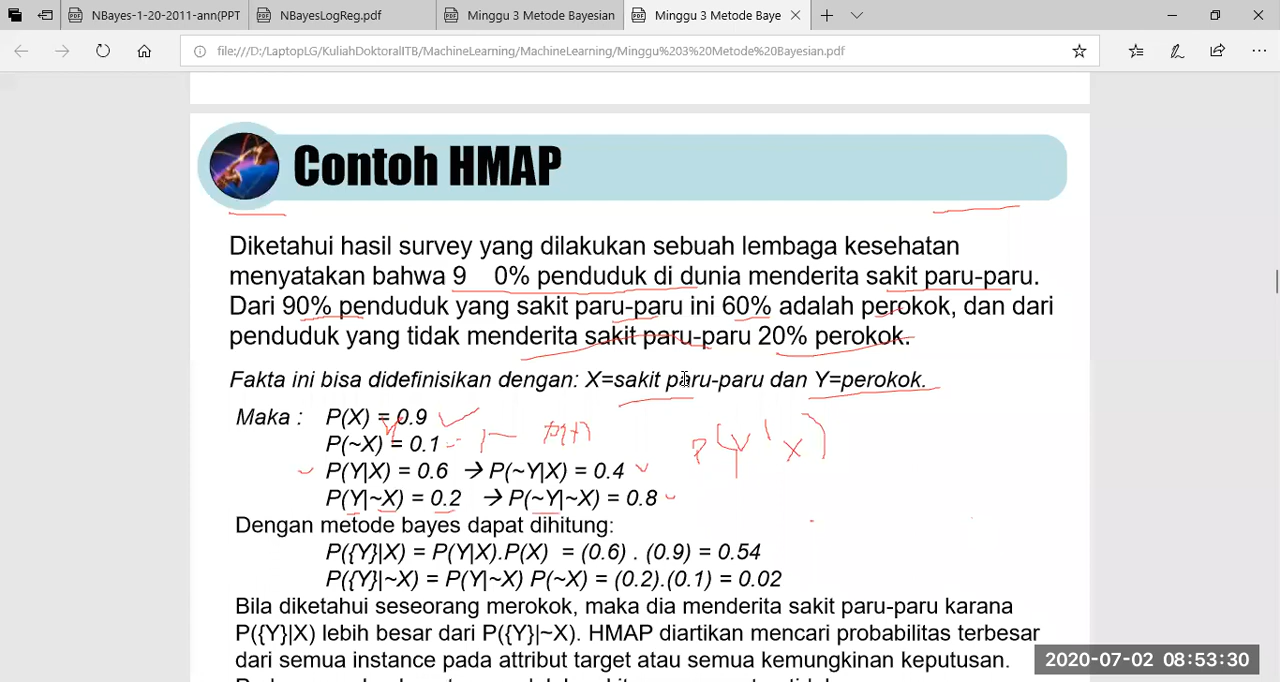 NBayes-1-20-2011-ann(PPT
NBayesLogReg.pdf
Minggu 3 Metode Bayesian
Minggu 3 Metode Baye
file:///D:/LaptopLG/KuliahDoktoralITB/MachineLearning/MachineLearning/Minggu%203%20Metode%20Bayesian.pdf
Contoh HMAP
Diketahui hasil survey yang dilakukan sebuah lembaga kesehatan
menyatakan bahwa 9 0% penduduk di dunia menderita sakit paru-paru.
Dari 90% penduduk yang sakit paru-paru ini 60% adalah perokok, dan dari
penduduk yang tidak menderita sakit paru-paru 20% perokok.
Fakta ini bisa didefinisikan dengan: X=sakit paru-paru dan Y=perokok.
Maka : P(X) = 0.9
P(~X) = 0.1
P(Y|X)
P(Y|X) = 0.6 → P(~Y|X) = 0.4
P(Y|~X) = 0.2 → P(~Y|~X) = 0.8
Dengan metode bayes dapat dihitung:
P({Y}|X) = P(Y|X).P(X) = (0.6) . (0.9) = 0.54
P({Y}|~X) = P(Y|~X) P(~X) = (0.2).(0.1) = 0.02
Bila diketahui seseorang merokok, maka dia menderita sakit paru-paru karana
P({Y}|X) lebih besar dari P({Y}|~X). HMAP diartikan mencari probabilitas terbesar
dari semua instance pada attribut target atau semua kemungkinan keputusan.
2020-07-02 08:53:30